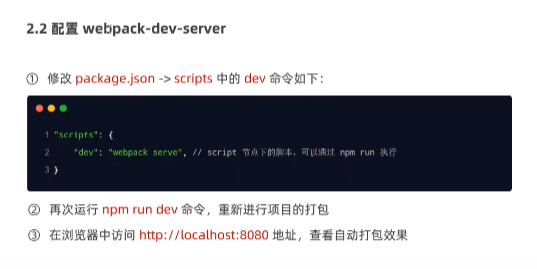 2.2 配置 webpack-dev-server
① 修改 package.json -> scripts 中的 dev 命令如下：
1 "scripts": {
2 "dev": "webpack serve", // script 节点下的脚本，可以通过 npm run 执行
3 }
② 再次运行 npm run dev 命令，重新进行项目的打包
③ 在浏览器中访问 http://localhost:8080 地址，查看自动打包效果